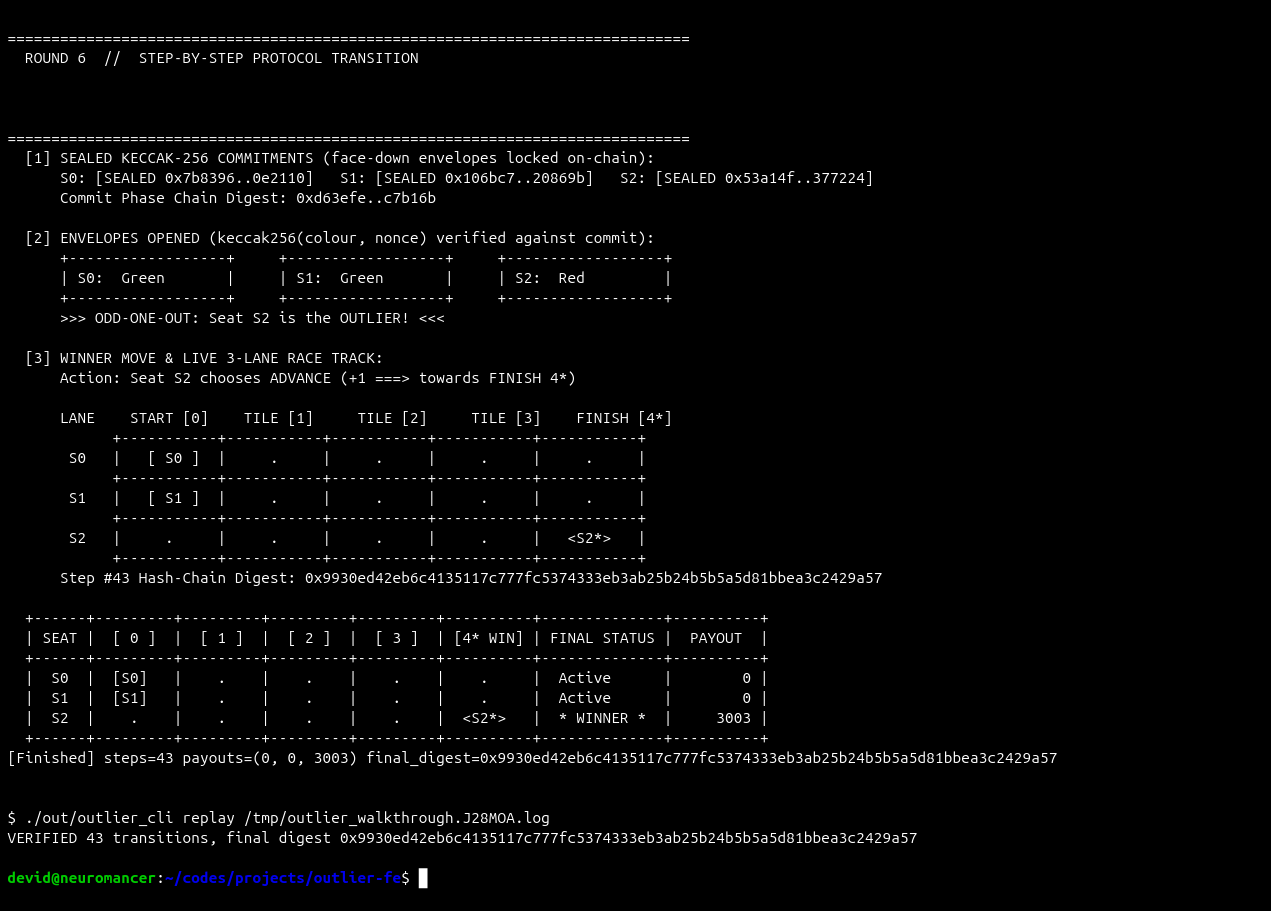 ==============================================================================
  ROUND 6  //  STEP-BY-STEP PROTOCOL TRANSITION
==============================================================================
  [1] SEALED KECCAK-256 COMMITMENTS (face-down envelopes locked on-chain):
      S0: [SEALED 0x7b8396..0e2110]   S1: [SEALED 0x106bc7..20869b]   S2: [SEALED 0x53a14f..377224]
      Commit Phase Chain Digest: 0xd63efe..c7b16b
  [2] ENVELOPES OPENED (keccak256(colour, nonce) verified against commit):
      +------------------+     +------------------+     +------------------+
      | S0:  Green       |     | S1:  Green       |     | S2:  Red         |
      +------------------+     +------------------+     +------------------+
      >>> ODD-ONE-OUT: Seat S2 is the OUTLIER! <<<
  [3] WINNER MOVE & LIVE 3-LANE RACE TRACK:
      Action: Seat S2 chooses ADVANCE (+1 ===> towards FINISH 4*)
      LANE    START [0]    TILE [1]     TILE [2]     TILE [3]    FINISH [4*]
            +-----------+-----------+-----------+-----------+-----------+
       S0   |   [ S0 ]  |     .     |     .     |     .     |     .     |
            +-----------+-----------+-----------+-----------+-----------+
       S1   |   [ S1 ]  |     .     |     .     |     .     |     .     |
            +-----------+-----------+-----------+-----------+-----------+
       S2   |     .     |     .     |     .     |     .     |   <S2*>   |
            +-----------+-----------+-----------+-----------+-----------+
      Step #43 Hash-Chain Digest: 0x9930ed42eb6c4135117c777fc5374333eb3ab25b24b5b5a5d81bbea3c2429a57
  +------+---------+---------+---------+---------+----------+--------------+----------+
  | SEAT |  [ 0 ]  |  [ 1 ]  |  [ 2 ]  |  [ 3 ]  | [4* WIN] | FINAL STATUS |  PAYOUT  |
  +------+---------+---------+---------+---------+----------+--------------+----------+
  |  S0  |  [S0]   |    .    |    .    |    .    |    .     |  Active      |        0 |
  |  S1  |  [S1]   |    .    |    .    |    .    |    .     |  Active      |        0 |
  |  S2  |    .    |    .    |    .    |    .    |  <S2*>   |  * WINNER *  |     3003 |
  +------+---------+---------+---------+---------+----------+--------------+----------+
[Finished] steps=43 payouts=(0, 0, 3003) final_digest=0x9930ed42eb6c4135117c777fc5374333eb3ab25b24b5b5a5d81bbea3c2429a57
$ ./out/outlier_cli replay /tmp/outlier_walkthrough.J28MOA.log
VERIFIED 43 transitions, final digest 0x9930ed42eb6c4135117c777fc5374333eb3ab25b24b5b5a5d81bbea3c2429a57
devid@neuromancer:~/codes/projects/outlier-fe$